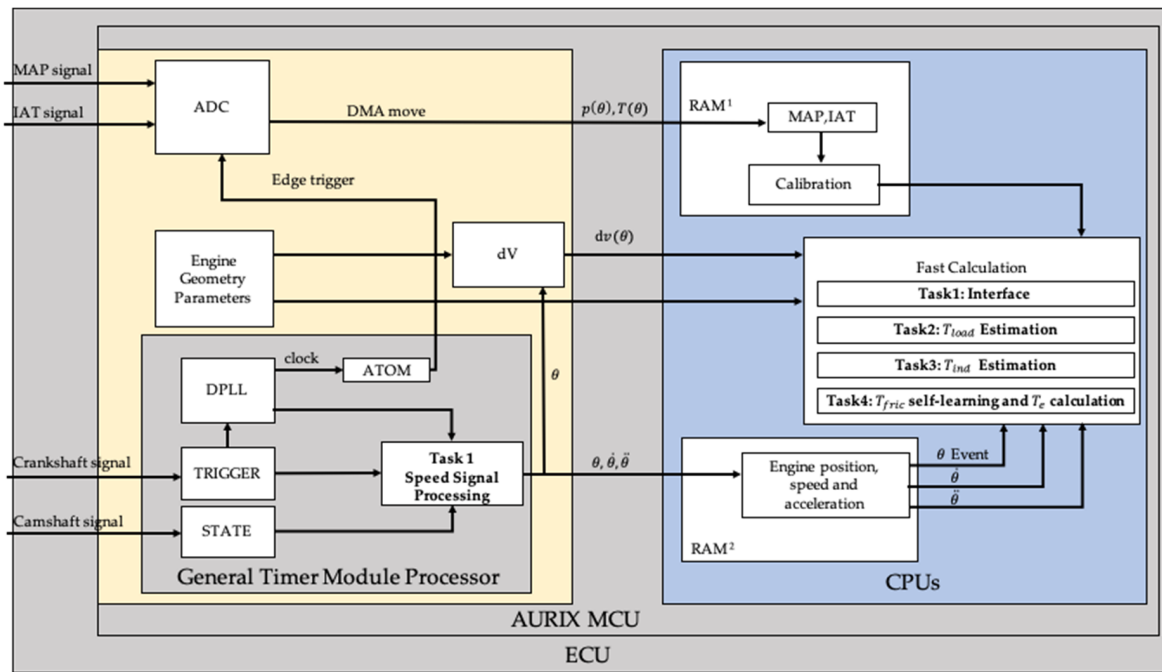 MAP signal
IAT signal
ADC
DMA move
p(θ), T(θ)
RAM¹
MAP,IAT
Calibration
Edge trigger
Engine
Geometry
Parameters
dV
dv(θ)
Fast Calculation
Task1: Interface
Task2: T_load Estimation
Task3: T_ind Estimation
Task4: T_fric self-learning and T_e calculation
clock
ATOM
DPLL
θ
Crankshaft signal
TRIGGER
Task 1
Speed Signal
Processing
θ, θ̇, θ̈
Engine position,
speed and
acceleration
θ Event
θ̇
θ̈
Camshaft signal
STATE
RAM²
General Timer Module Processor
CPUs
AURIX MCU
ECU